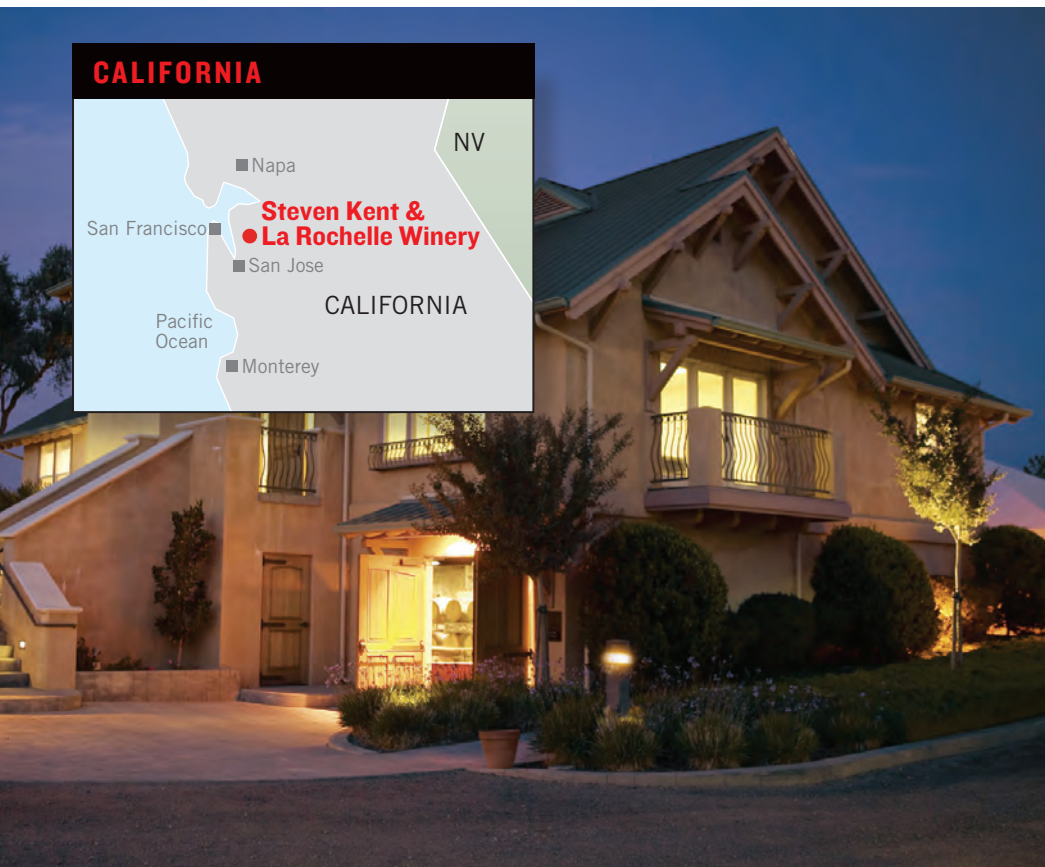 CALIFORNIA
NV
Napa
Steven Kent &
San Francisco
La Rochelle Winery
San Jose
CALIFORNIA
Pacific
Ocean
Monterey